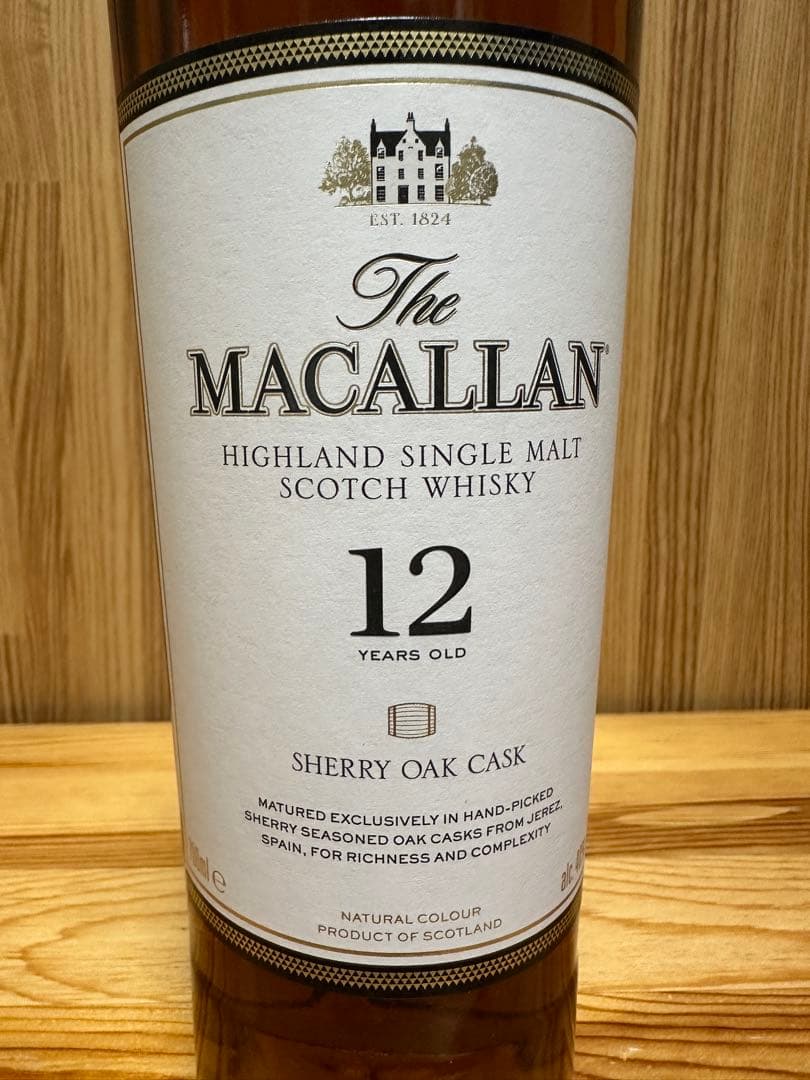 EST. 1824
The
MACALLAN®
HIGHLAND SINGLE MALT
SCOTCH WHISKY
12
YEARS OLD
SHERRY OAK CASK
MATURED EXCLUSIVELY IN HAND-PICKED
SHERRY SEASONED OAK CASKS FROM JEREZ,
SPAIN, FOR RICHNESS AND COMPLEXITY
alc.
NATURAL COLOUR
PRODUCT OF SCOTLAND